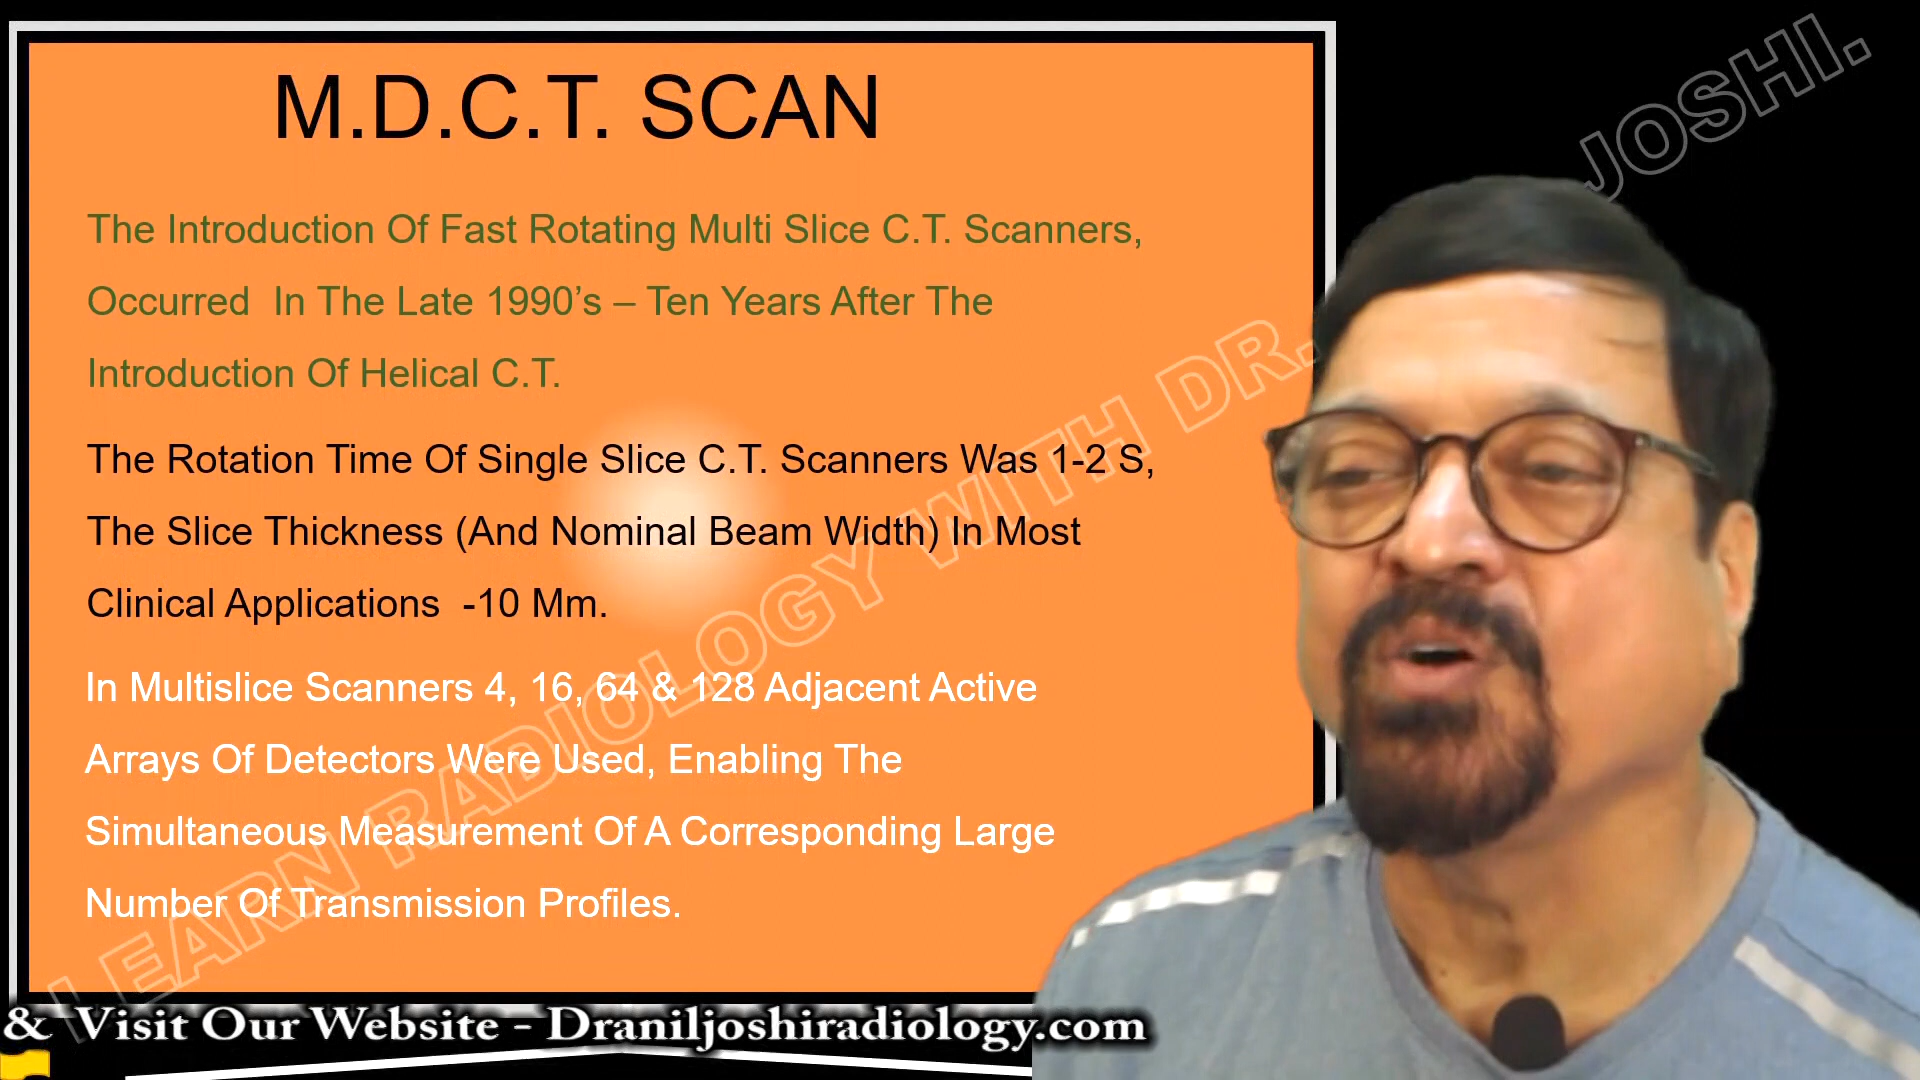 M.D.C.T. SCAN
The Introduction Of Fast Rotating Multi Slice C.T. Scanners,
Occurred  In The Late 1990’s – Ten Years After The
Introduction Of Helical C.T.
The Rotation Time Of Single Slice C.T. Scanners Was 1-2 S,
The Slice Thickness (And Nominal Beam Width) In Most
Clinical Applications  -10 Mm.
In Multislice Scanners 4, 16, 64 & 128 Adjacent Active
Arrays Of Detectors Were Used, Enabling The
Simultaneous Measurement Of A Corresponding Large
Number Of Transmission Profiles.
LEARN RADIOLOGY WITH DR. JOSHI.
& Visit Our Website - Draniljoshiradiology.com